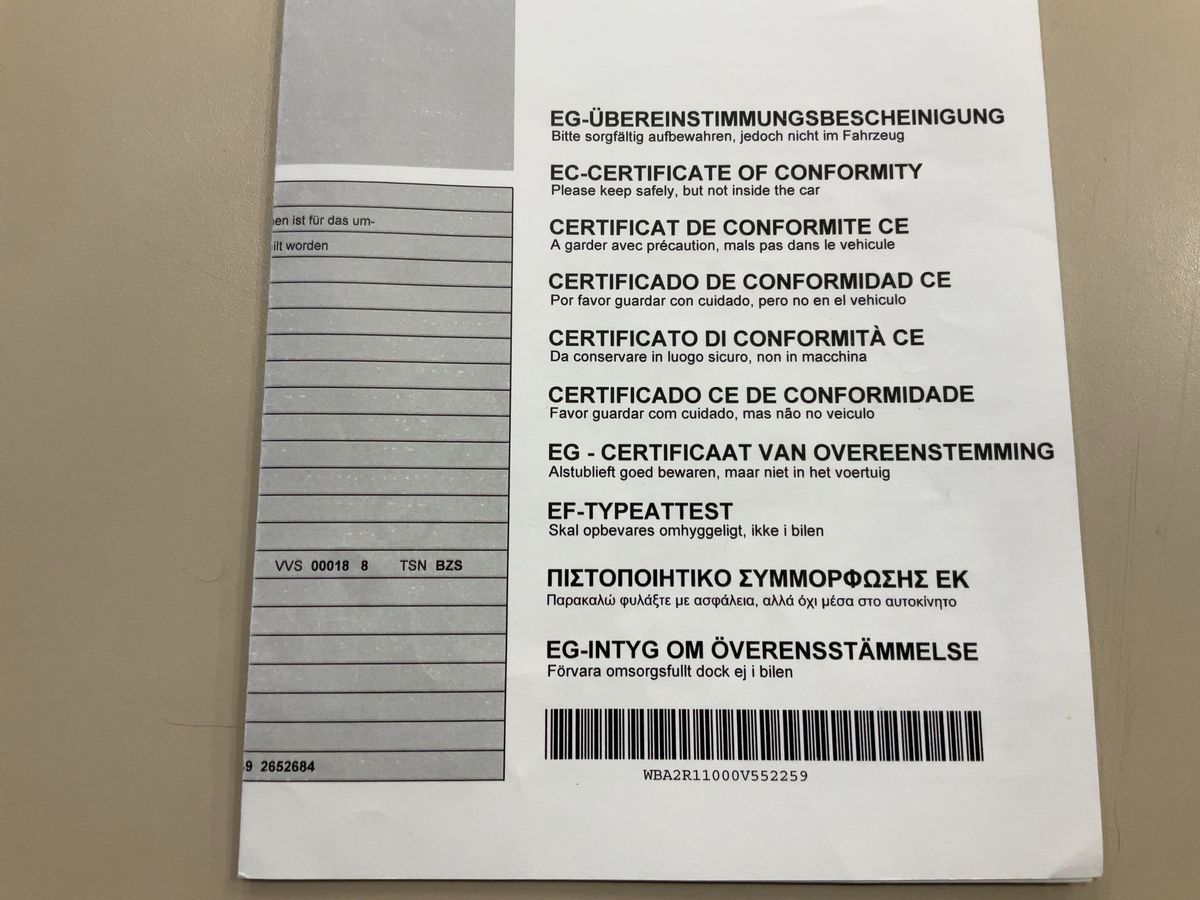 en ist für das um-
ilt worden
VVS 00018 8 TSN BZS
9 2652684
EG-ÜBEREINSTIMMUNGSBESCHEINIGUNG
Bitte sorgfältig aufbewahren, jedoch nicht im Fahrzeug
EC-CERTIFICATE OF CONFORMITY
Please keep safely, but not inside the car
CERTIFICAT DE CONFORMITE CE
A garder avec précaution, mals pas dans le vehicule
CERTIFICADO DE CONFORMIDAD CE
Por favor guardar con cuidado, pero no en el vehiculo
CERTIFICATO DI CONFORMITÀ CE
Da conservare in luogo sicuro, non in macchina
CERTIFICADO CE DE CONFORMIDADE
Favor guardar com cuidado, mas não no veiculo
EG - CERTIFICAAT VAN OVEREENSTEMMING
Alstublieft goed bewaren, maar niet in het voertuig
EF-TYPEATTEST
Skal opbevares omhyggeligt, ikke i bilen
ΠΙΣΤΟΠΟΙΗΤΙΚΟ ΣΥΜΜΟΡΦΩΣΗΣ ΕΚ
Παρακαλώ φυλάξτε με ασφάλεια, αλλά όχι μέσα στο αυτοκίνητο
EG-INTYG OM ÖVERENSSTÄMMELSE
Förvara omsorgsfullt dock ej i bilen
WBA2R11000V552259